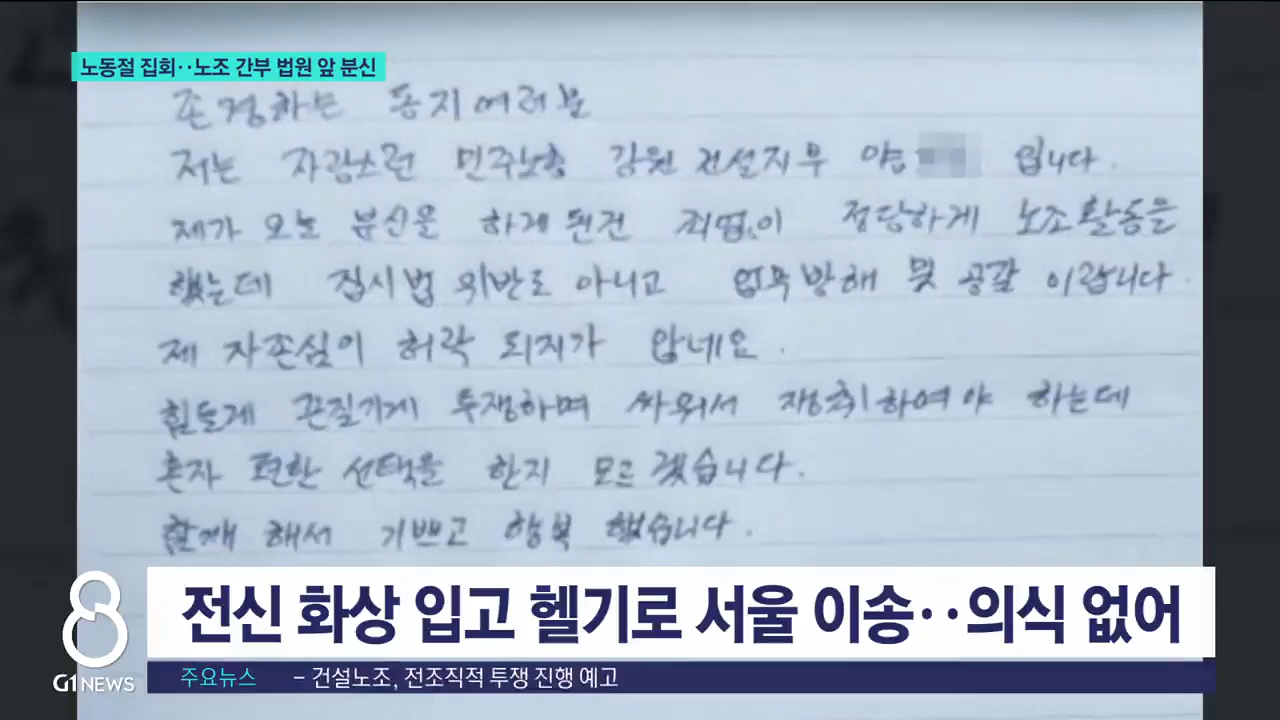 노동절 집회‥노조 간부 법원 앞 분신
존경하는 동지여러분
저는 자랑스런 민주노총 강원 건설지부 양 입니다.
제가 오늘 분신을 하게 된건 죄없이 정당하게 노조활동을
했는데 집시법 위반도 아니고 업무방해 및 공갈 이랍니다.
제 자존심이 허락 되지가 않네요.
힘들게 끈질기게 투쟁하며 싸워서 쟁취하여야 하는데
혼자 편한 선택을 한지 모르겠습니다.
함께 해서 기쁘고 행복 했습니다.
8
전신 화상 입고 헬기로 서울 이송‥의식 없어
G1 NEWS
주요뉴스 - 건설노조, 전조직적 투쟁 진행 예고